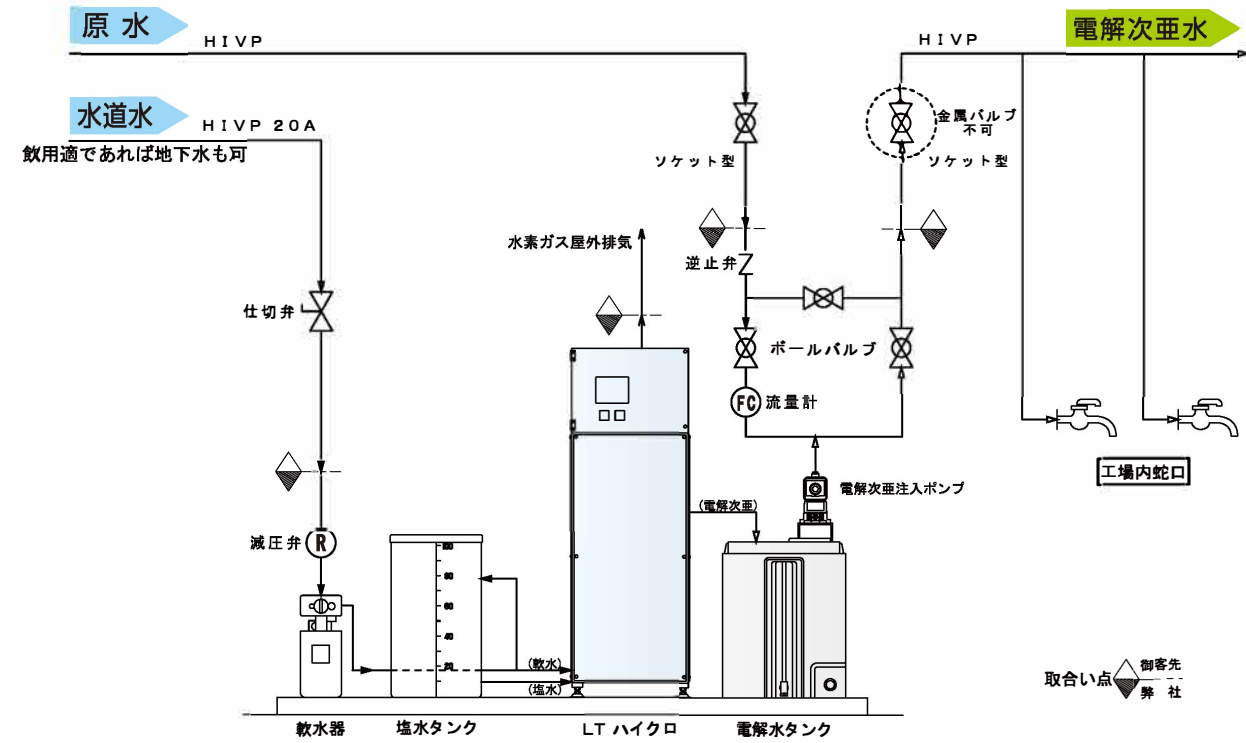 原水
HIVP
電解次亜水
HIVP
水道水
HIVP 20A
飲用適であれば地下水も可
金属バルブ
不可
ソケット型
ソケット型
水素ガス屋外排気
逆止弁
仕切弁
ボールバルブ
FC 流量計
工場内蛇口
電解次亜注入ポンプ
(電解次亜)
減圧弁 R
100
80
60
40
20
(軟水)
(塩水)
取合い点
御客先
弊社
軟水器
塩水タンク
LT ハイクロ
電解水タンク